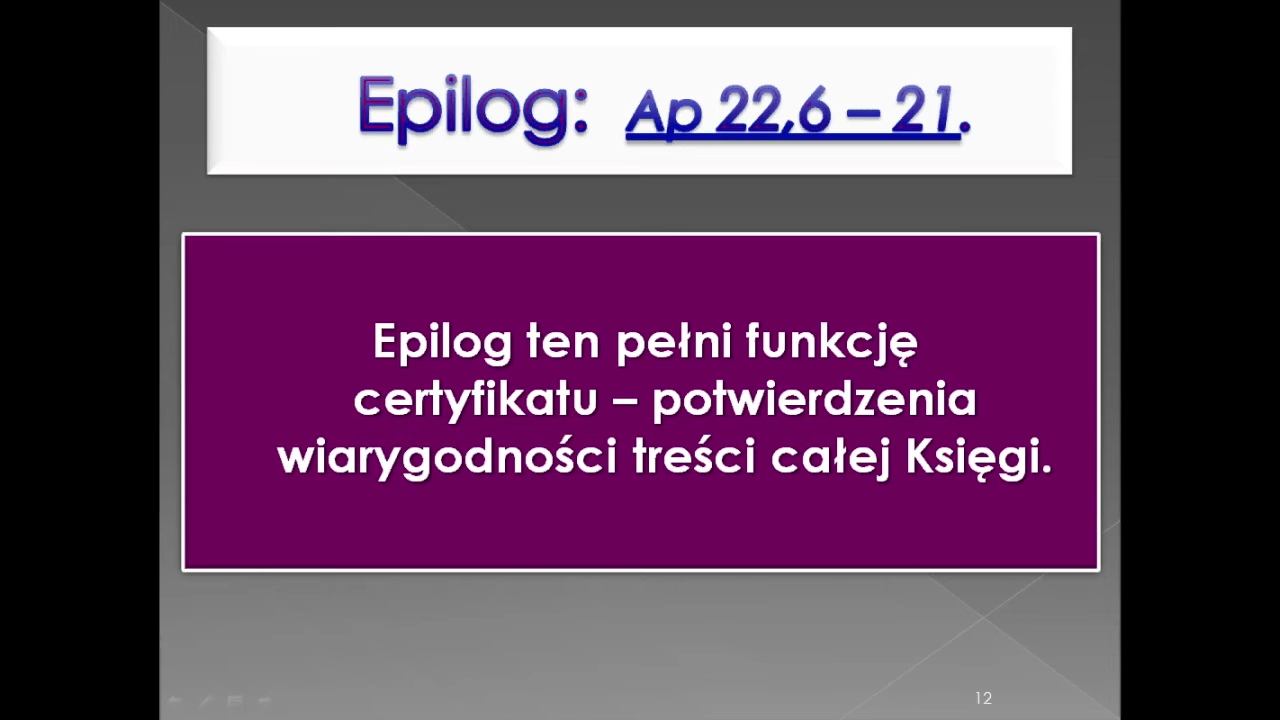 Epilog: Ap 22,6 – 21.
Epilog ten pełni funkcję
certyfikatu – potwierdzenia
wiarygodności treści całej Księgi.
12